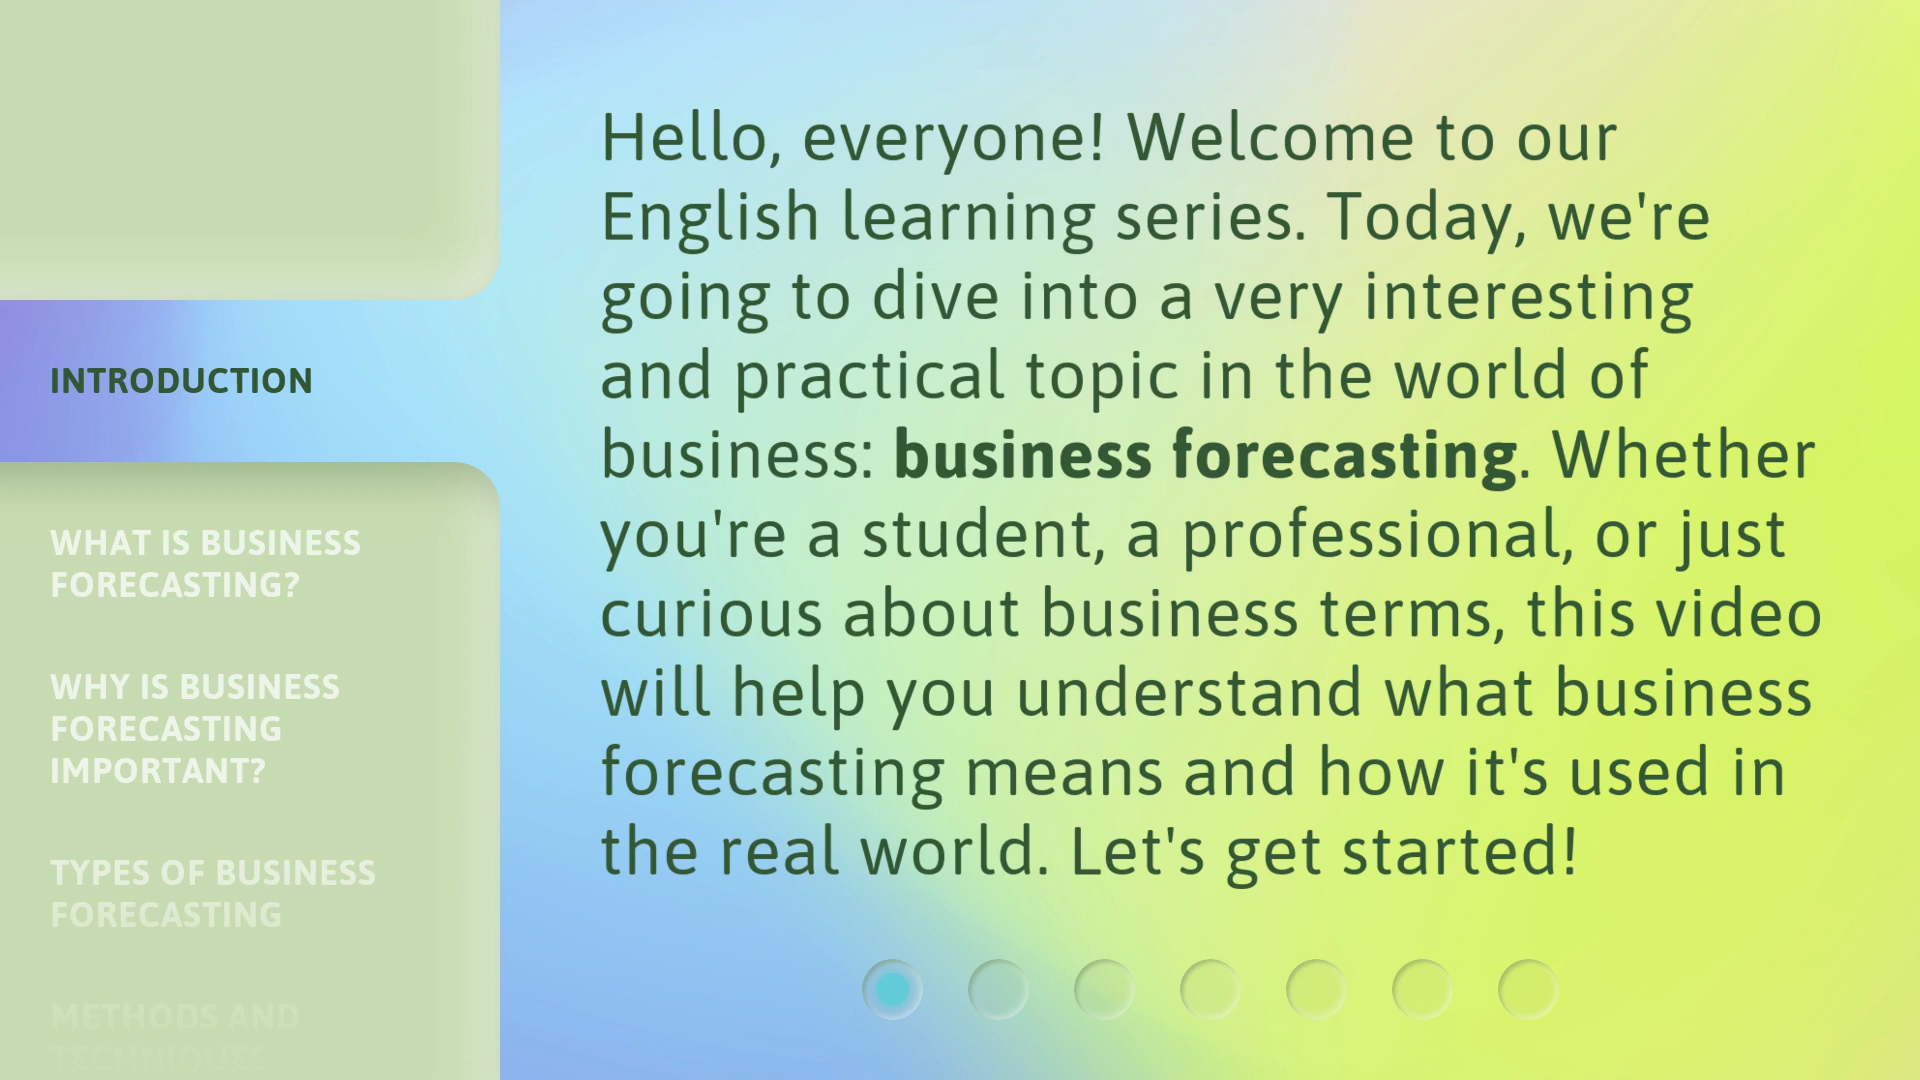 INTRODUCTION
WHAT IS BUSINESS
FORECASTING?
WHY IS BUSINESS
FORECASTING
IMPORTANT?
TYPES OF BUSINESS
FORECASTING
METHODS AND
TECHNIQUES
Hello, everyone! Welcome to our
English learning series. Today, we're
going to dive into a very interesting
and practical topic in the world of
business: business forecasting. Whether
you're a student, a professional, or just
curious about business terms, this video
will help you understand what business
forecasting means and how it's used in
the real world. Let's get started!